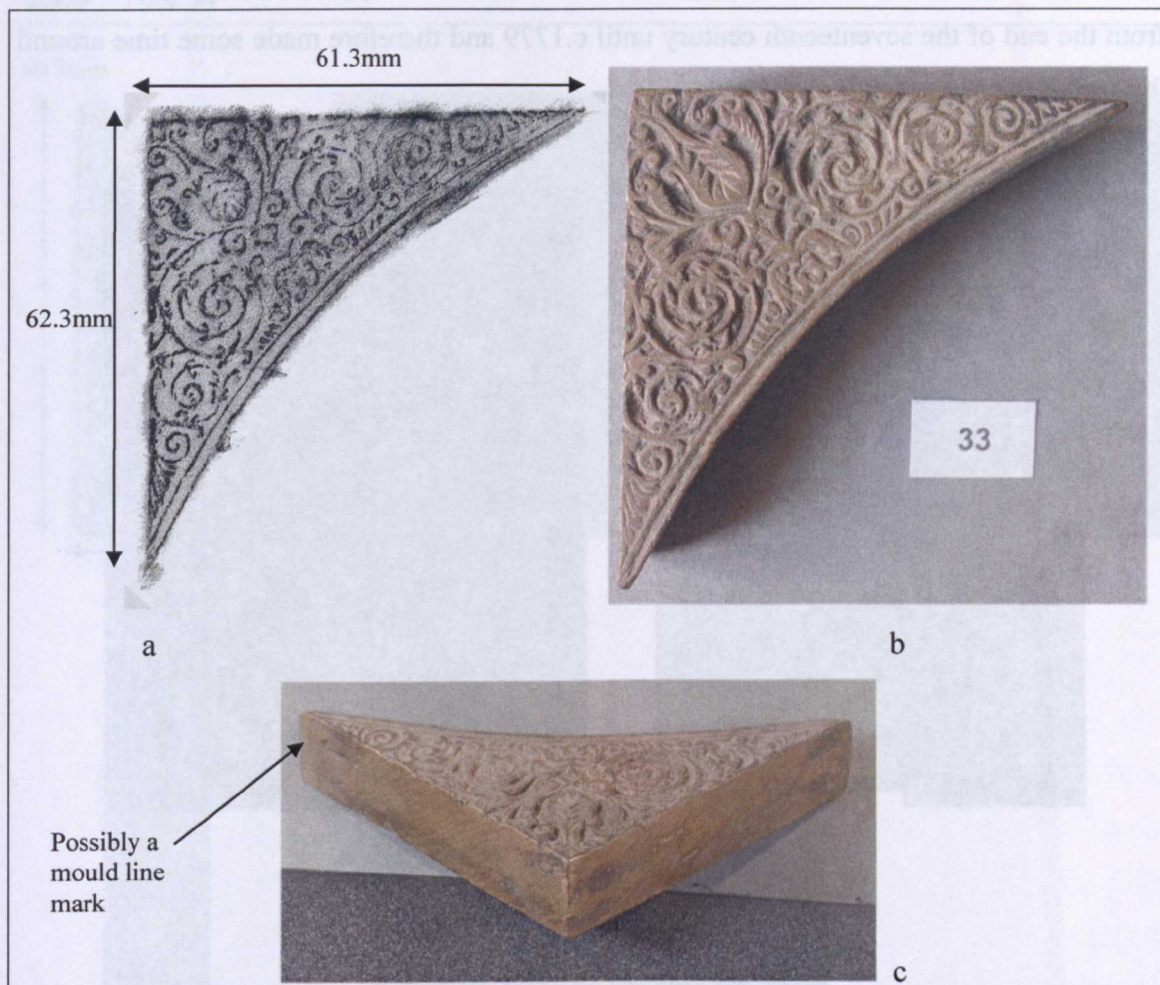 from the end of the seventeenth century until c.1779 and therefore made some time around
61.3mm
62.3mm
33
a
b
Possibly a
mould line
mark
c